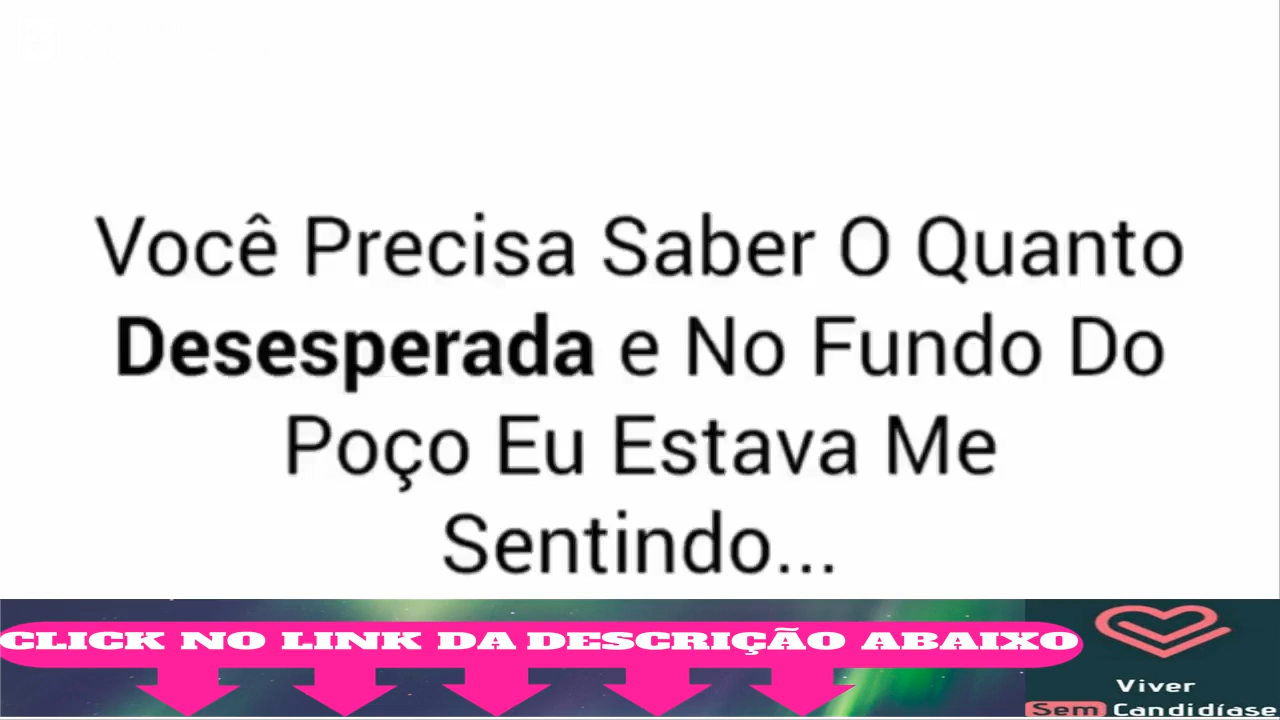 Você Precisa Saber O Quanto
Desesperada e No Fundo Do
Poço Eu Estava Me
Sentindo...
CLICK NO LINK DA DESCRIÇÃO ABAIXO
Viver
Sem Candidíase